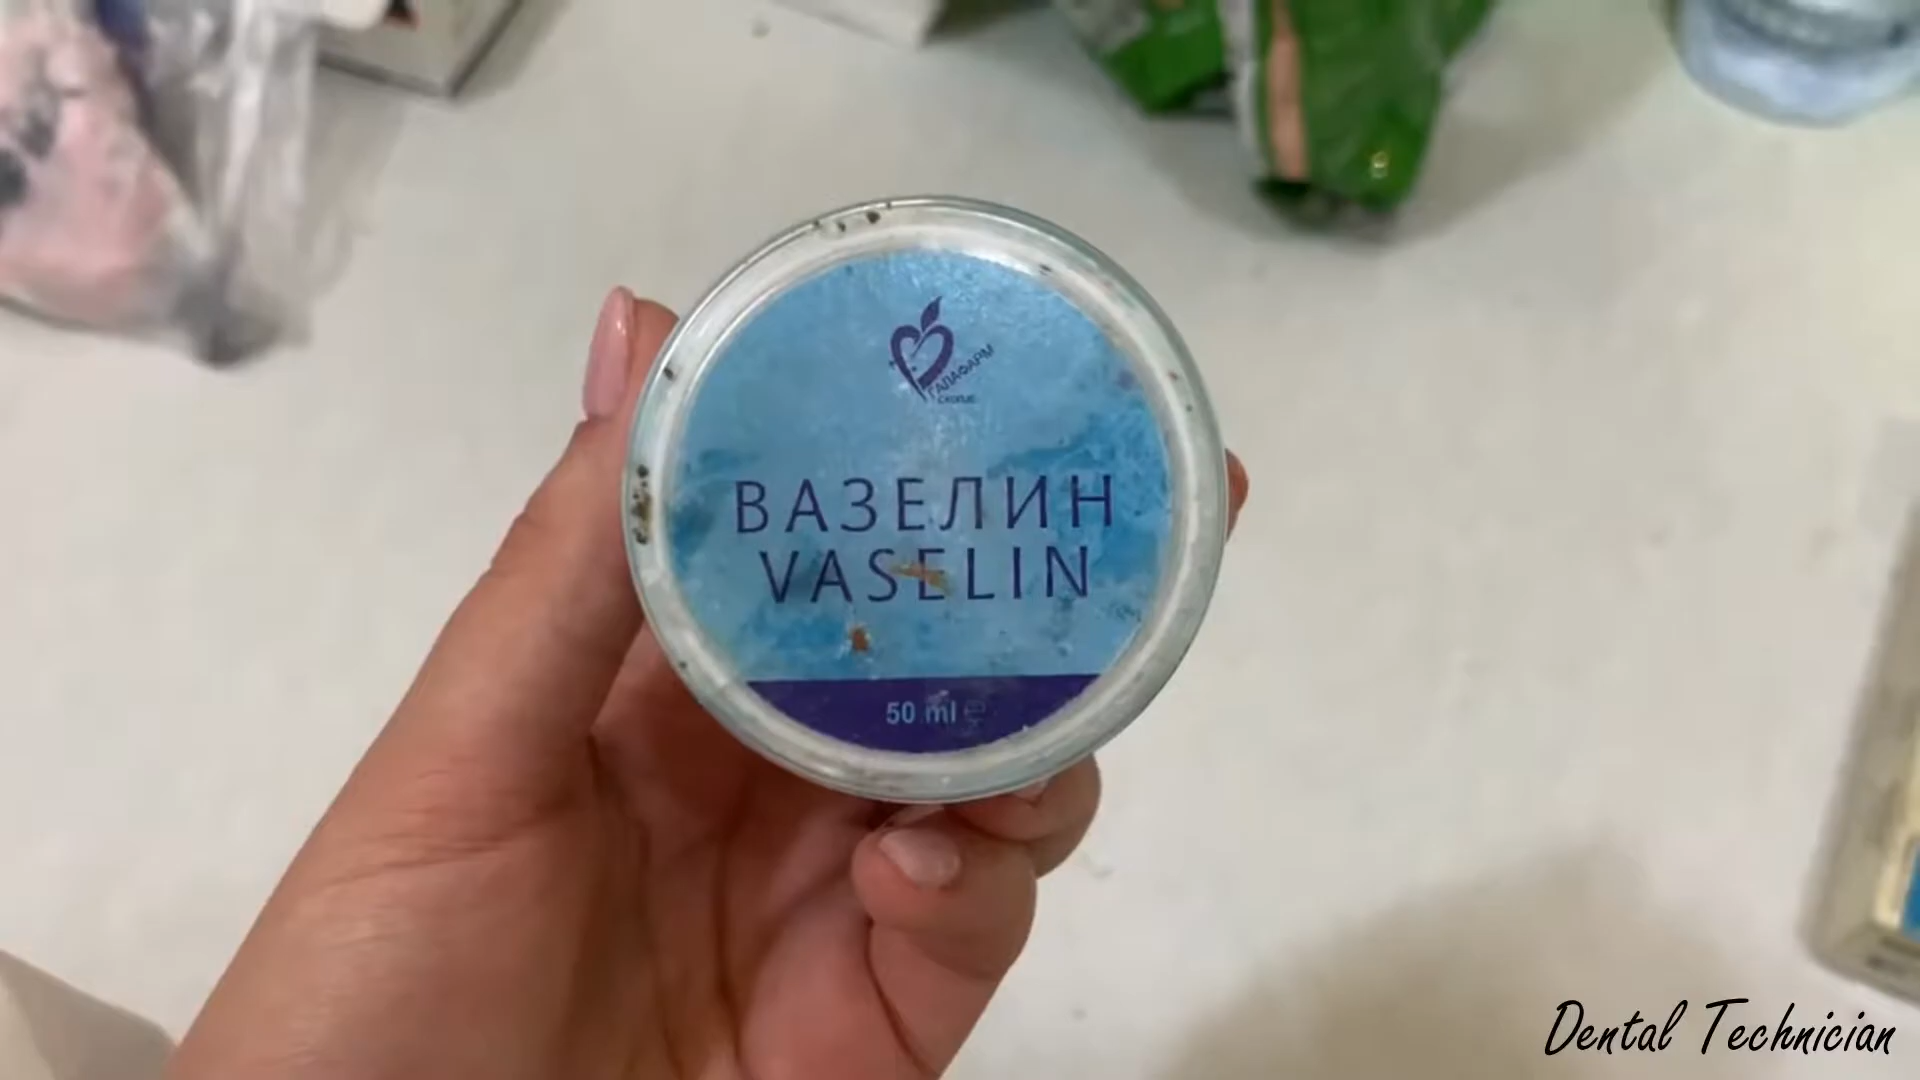 ГАЛАФАРМ
СКОПЈЕ
ВАЗЕЛИН
VASELIN
50 ml
Dental Technician